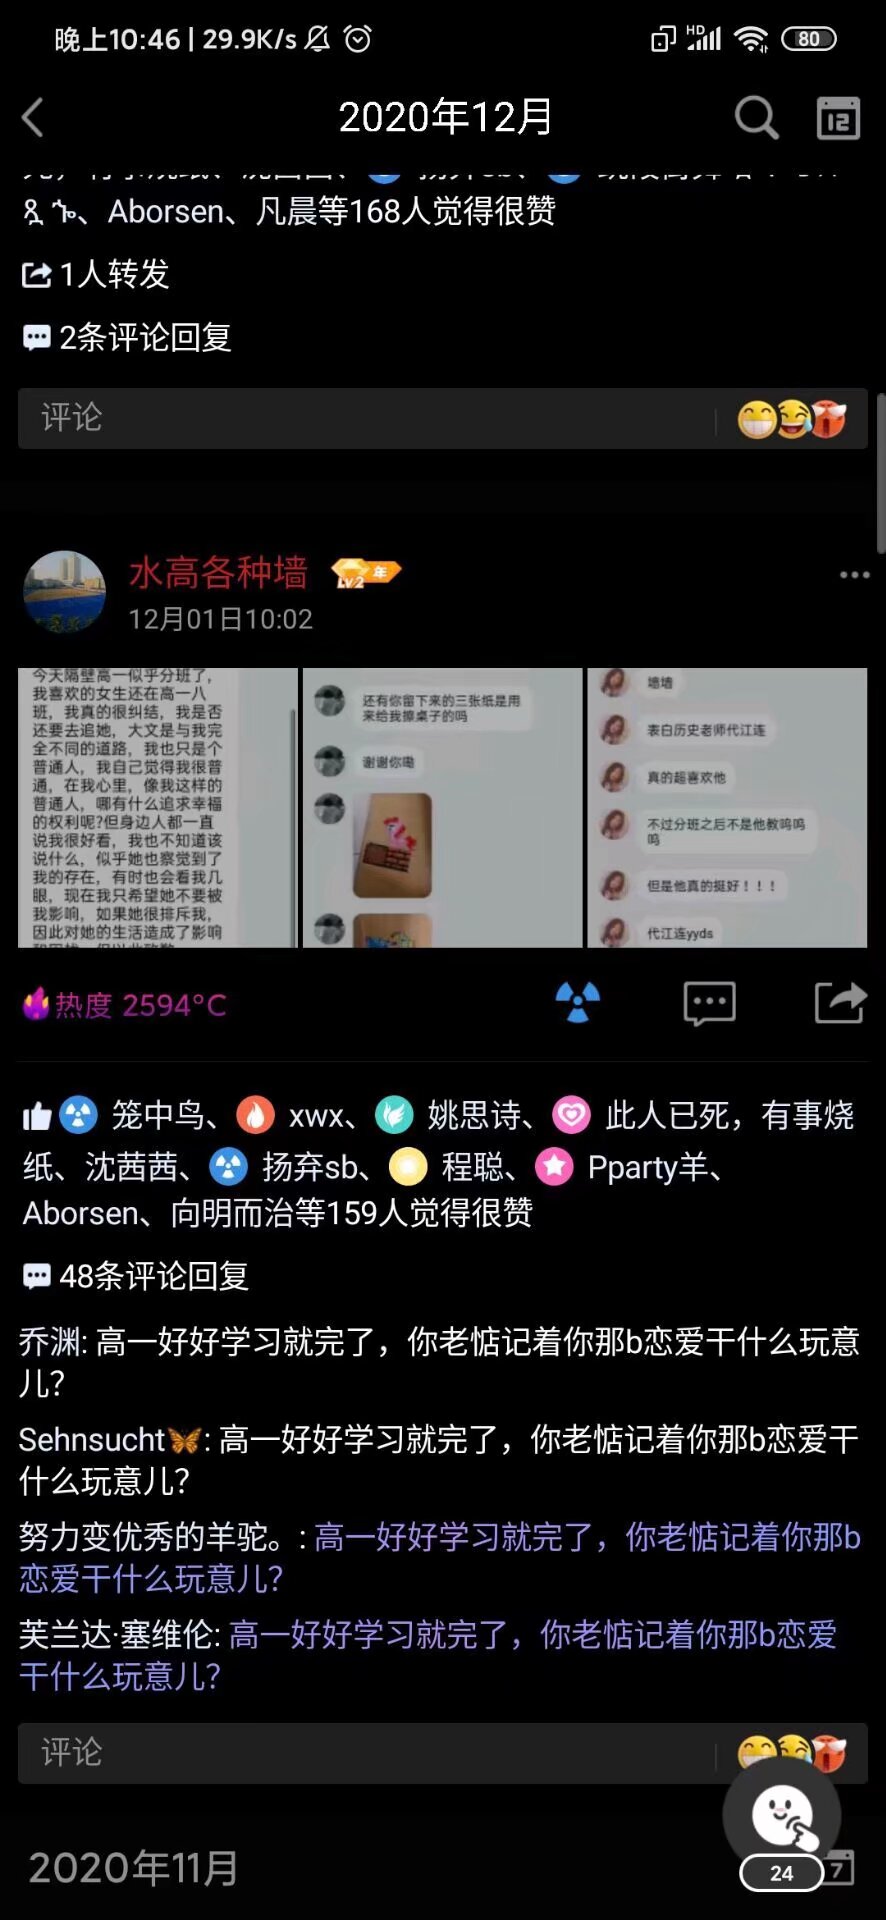 晚上10:46 | 29.9K/s
HD
80
2020年12月
12
、Aborsen、凡晨等168人觉得很赞
1人转发
2条评论回复
评论
水高各种墙
LV2 年
12月01日10:02
今天隔壁高一似乎分班了,
我喜欢的女生还在高一八
班,我真的很纠结,我是否
还要去追她,大文是与我完
全不同的道路,我也只是个
普通人,我自己觉得我很普
通,在我心里,像我这样的
普通人,哪有什么追求幸福
的权利呢?但身边人都一直
说我很好看,我也不知道该
说什么,似乎她也察觉到了
我的存在,有时也会看我几
眼,现在我只希望她不要被
我影响,如果她很排斥我,
因此对她的生活造成了影响
还有你留下来的三张纸是用
来给我擦桌子的吗
谢谢你嘞
墙墙
表白历史老师代江连
真的超喜欢他
不过分班之后不是他教呜呜
呜
但是他真的挺好!!!
代江连yyds
热度 2594°C
笼中鸟、 xwx、 姚思诗、 此人已死,有事烧
纸、沈茜茜、 扬弃sb、 程聪、 Pparty羊、
Aborsen、向明而治等159人觉得很赞
48条评论回复
乔渊: 高一好好学习就完了,你老惦记着你那b恋爱干什么玩意
儿?
Sehnsucht🦋: 高一好好学习就完了,你老惦记着你那b恋爱干
什么玩意儿?
努力变优秀的羊驼。: 高一好好学习就完了,你老惦记着你那b
恋爱干什么玩意儿?
芙兰达·塞维伦: 高一好好学习就完了,你老惦记着你那b恋爱
干什么玩意儿?
评论
2020年11月
24
7